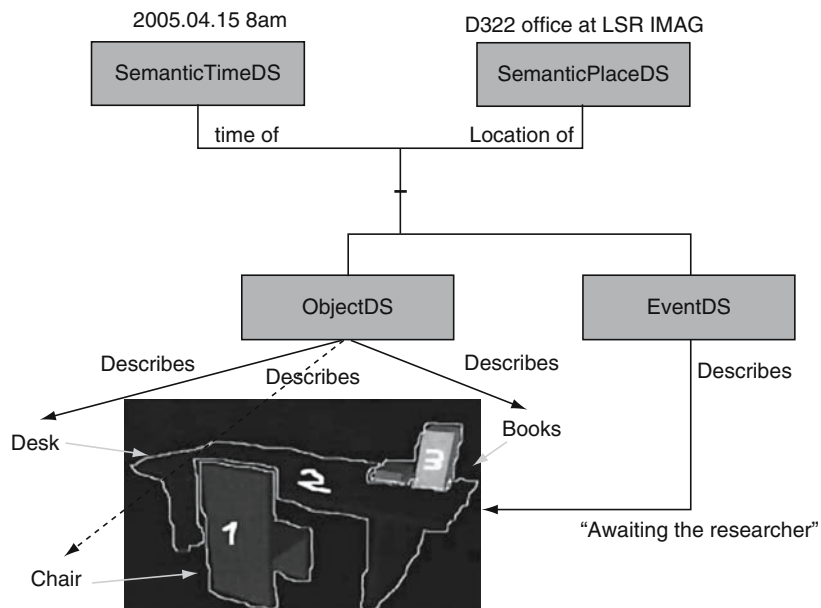 2005.04.15 8am
D322 office at LSR IMAG
SemanticTimeDS
SemanticPlaceDS
time of
Location of
ObjectDS
EventDS
Describes
Describes
Describes
Describes
Desk
Books
3
2
1
“Awaiting the researcher”
Chair